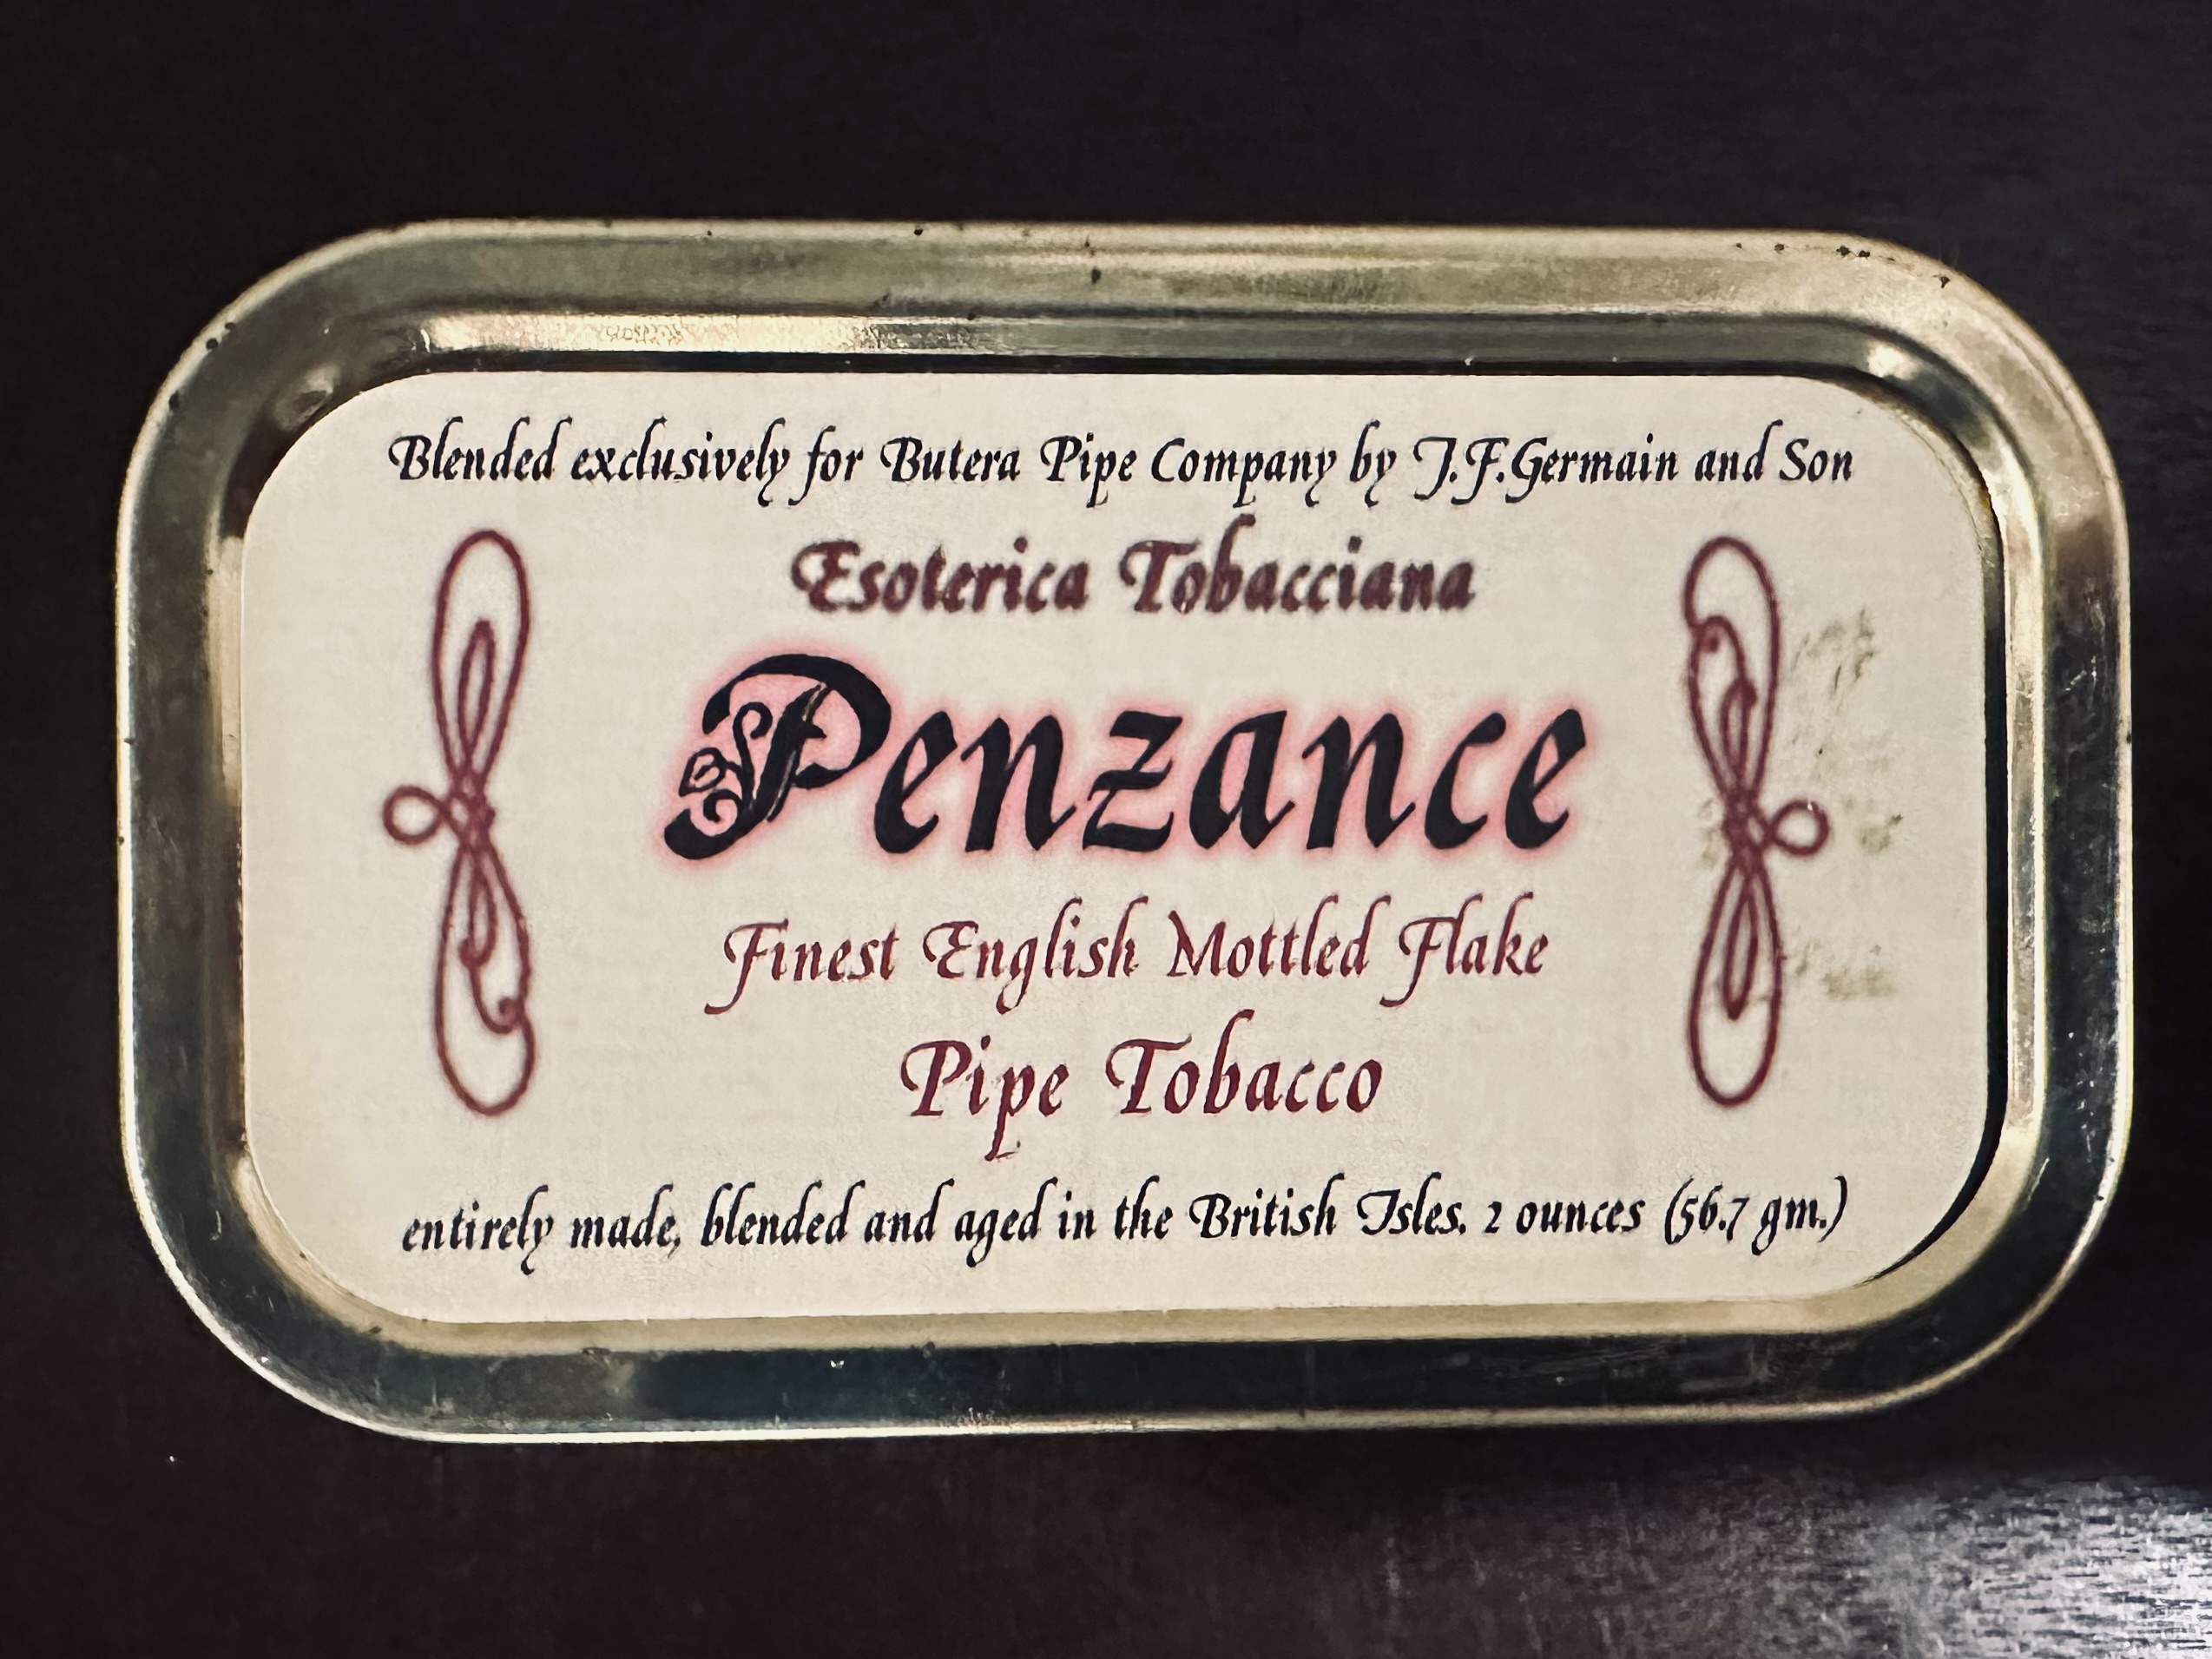 Blended exclusively for Butera Pipe Company by J.F.Germain and Son
Esoterica Tobacciana
Penzance
Finest English Mottled Flake
Pipe Tobacco
entirely made, blended and aged in the British Isles. 2 ounces (56.7 gm.)